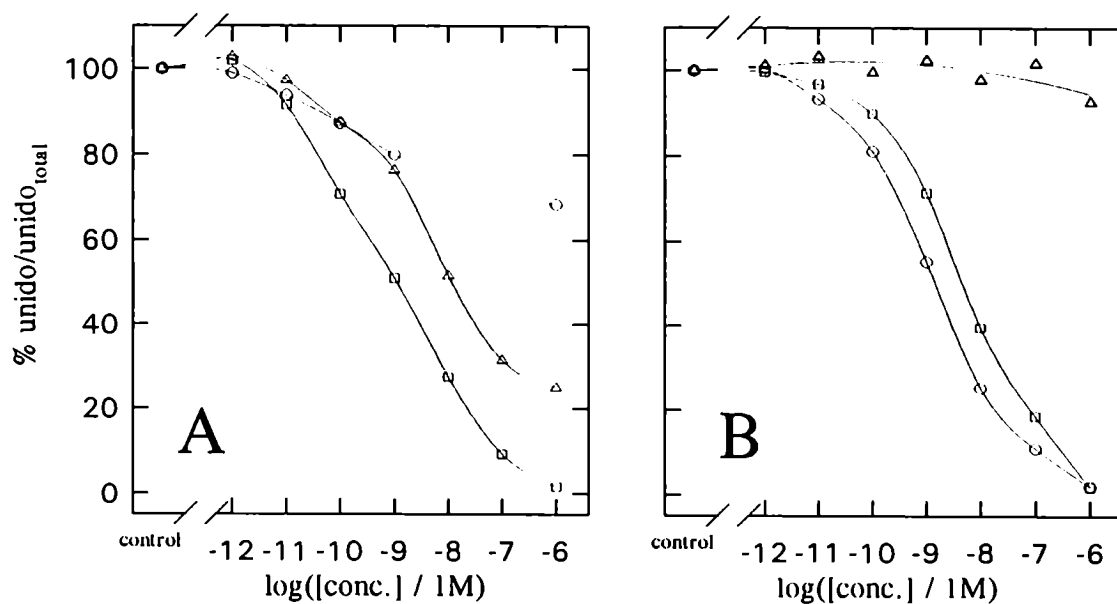 % unido/unido_total
100
80
60
40
20
0
A
B
control
-12 -11 -10 -9 -8 -7 -6
log([conc.] / 1M)
control
-12 -11 -10 -9 -8 -7 -6
log([conc.] / 1M)